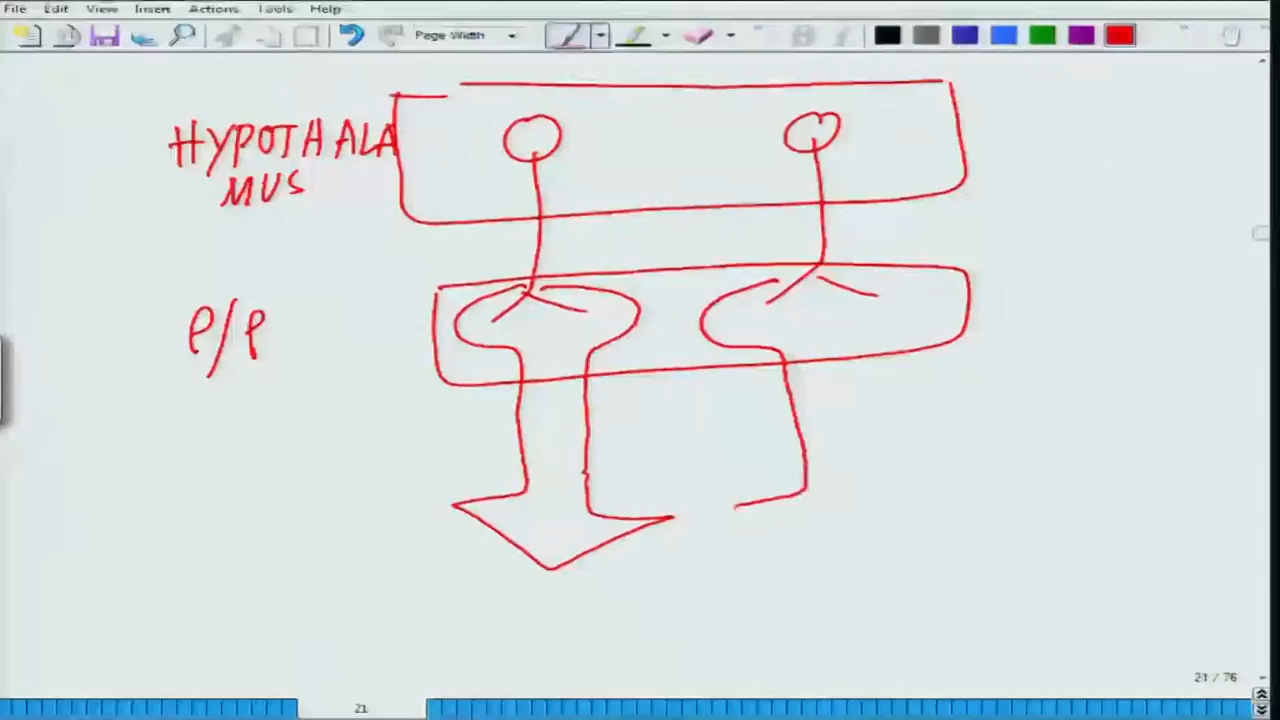 File Edit View Insert Actions Tools Help
Page Width
HYPOTHALA
MUS
P/P
21 / 76
21